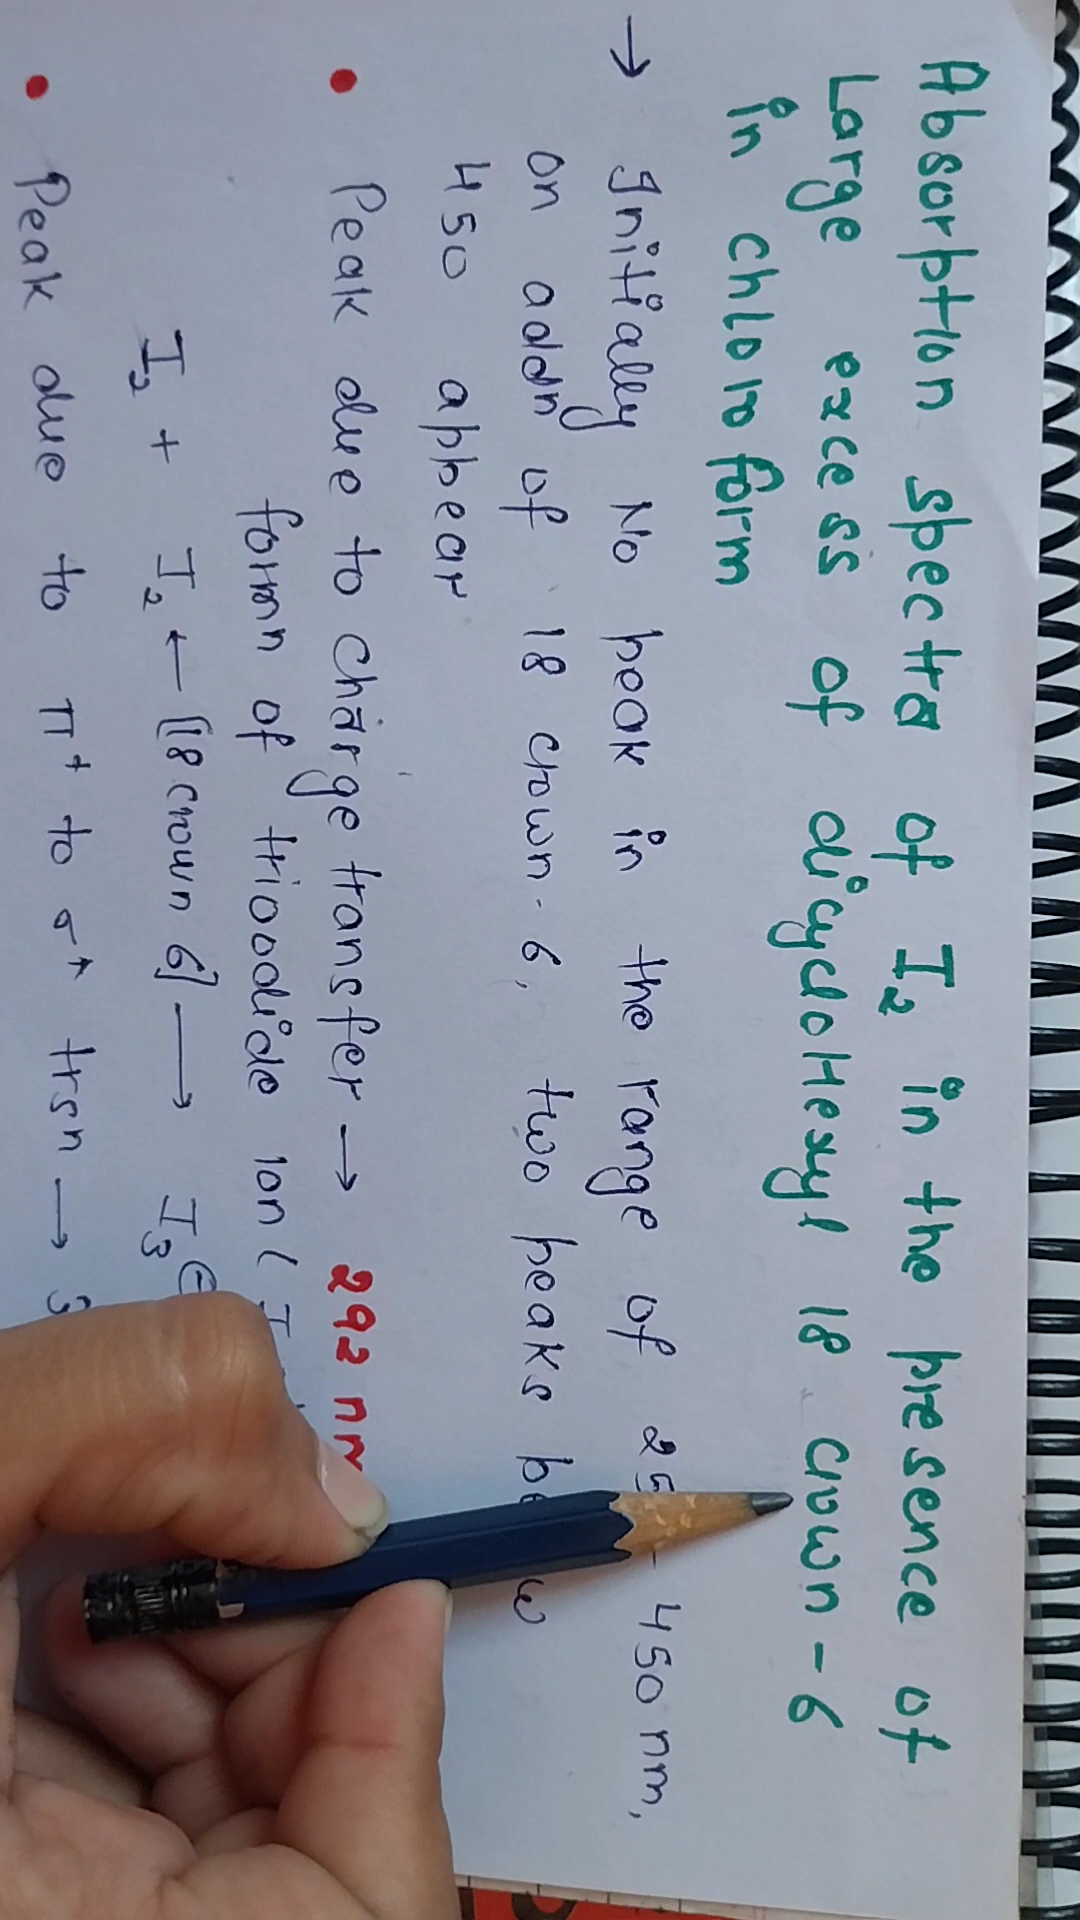 Absorption spectra of I2 in the presence of
Large excess of dicycloHexyl 18 crown-6
in chloroform
→ Initially No peak in the range of 25 - 450 nm,
on addn of 18 crown-6, two peaks
450 appear
• Peak due to charge transfer → 292 nm
formn of trioodide ion (I
I2 + I2 ← [18 crown 6] ⟶ I3⊖
• Peak due to π* to σ* trsn →